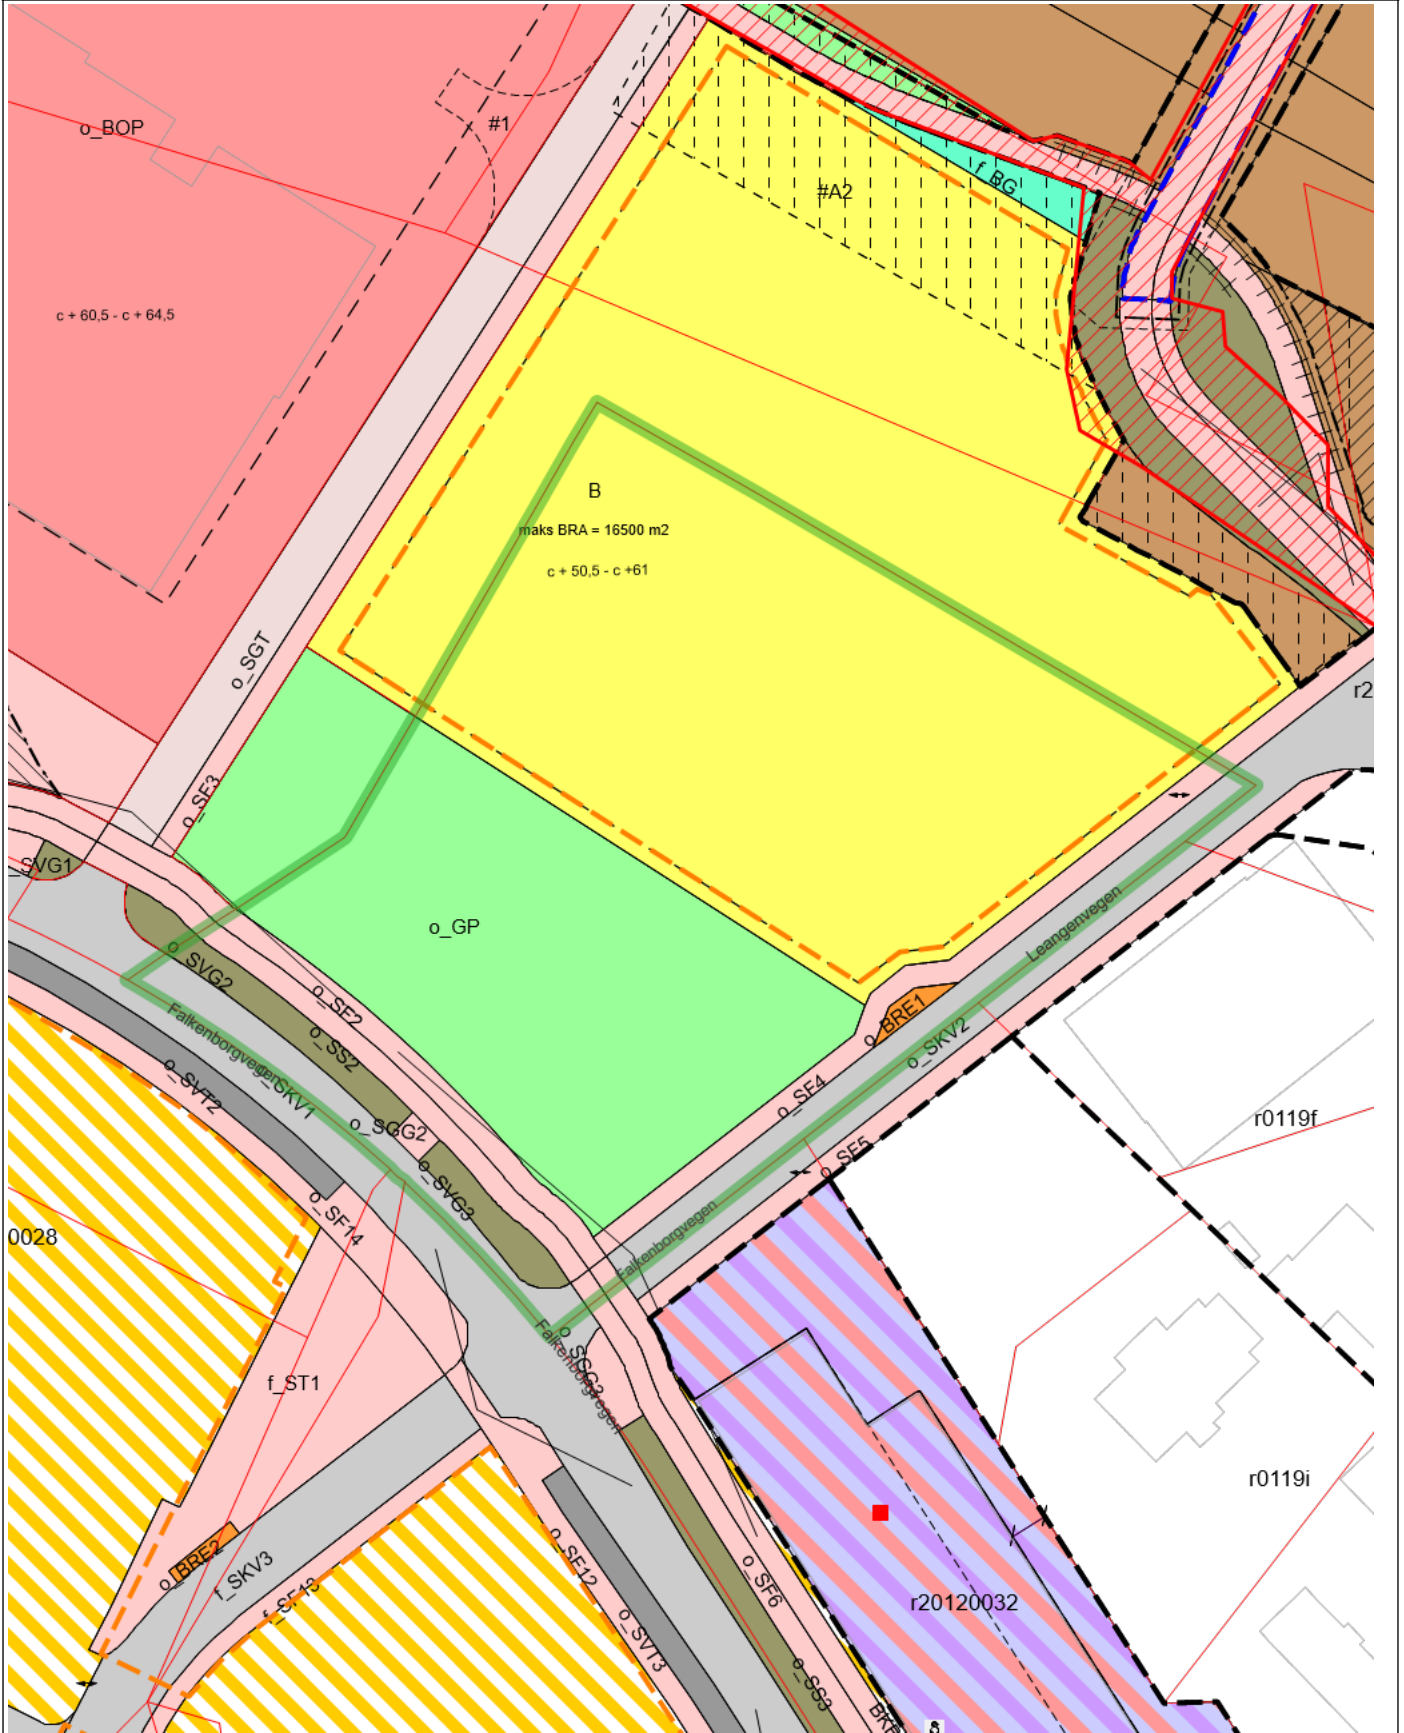 o_BOP
#1
#A2
f_BG
c + 60,5 - c + 64,5
B
maks BRA = 16500 m2
c + 50,5 - c +61
o_SGT
r2
o_SF3
_SVG1
o_GP
Leangenvegen
o_SVG2
o_SF2
o_BRE1
Falkenborgvegen
o_SS2
o_SKV2
o_SVT2
o_SKV1
o_SF4
o_SGG2
r0119f
o_SF5
o_SVG3
o_SF14
Falkenborgvegen
0028
Falkenborgvegen
o_SGG3
f_ST1
r0119i
o_BRE2
f_SKV3
o_SF12
f_SF13
o_SF6
r20120032
o_SVT3
o_SS3